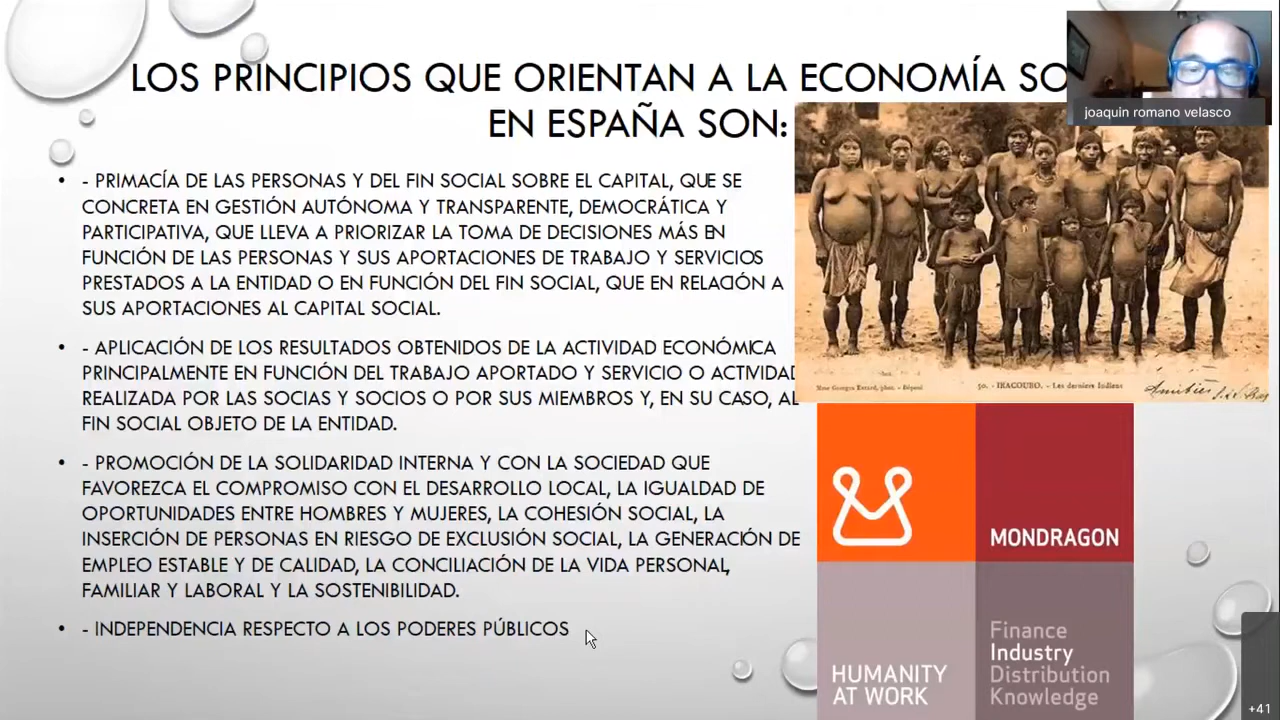 LOS PRINCIPIOS QUE ORIENTAN A LA ECONOMÍA SO
EN ESPAÑA SON:
joaquin romano velasco
• - PRIMACÍA DE LAS PERSONAS Y DEL FIN SOCIAL SOBRE EL CAPITAL, QUE SE
CONCRETA EN GESTIÓN AUTÓNOMA Y TRANSPARENTE, DEMOCRÁTICA Y
PARTICIPATIVA, QUE LLEVA A PRIORIZAR LA TOMA DE DECISIONES MÁS EN
FUNCIÓN DE LAS PERSONAS Y SUS APORTACIONES DE TRABAJO Y SERVICIOS
PRESTADOS A LA ENTIDAD O EN FUNCIÓN DEL FIN SOCIAL, QUE EN RELACIÓN A
SUS APORTACIONES AL CAPITAL SOCIAL.
• - APLICACIÓN DE LOS RESULTADOS OBTENIDOS DE LA ACTIVIDAD ECONÓMICA
PRINCIPALMENTE EN FUNCIÓN DEL TRABAJO APORTADO Y SERVICIO O ACTIVIDAD
REALIZADA POR LAS SOCIAS Y SOCIOS O POR SUS MIEMBROS Y, EN SU CASO, AL
FIN SOCIAL OBJETO DE LA ENTIDAD.
• - PROMOCIÓN DE LA SOLIDARIDAD INTERNA Y CON LA SOCIEDAD QUE
FAVOREZCA EL COMPROMISO CON EL DESARROLLO LOCAL, LA IGUALDAD DE
OPORTUNIDADES ENTRE HOMBRES Y MUJERES, LA COHESIÓN SOCIAL, LA
INSERCIÓN DE PERSONAS EN RIESGO DE EXCLUSIÓN SOCIAL, LA GENERACIÓN DE
EMPLEO ESTABLE Y DE CALIDAD, LA CONCILIACIÓN DE LA VIDA PERSONAL,
FAMILIAR Y LABORAL Y LA SOSTENIBILIDAD.
• - INDEPENDENCIA RESPECTO A LOS PODERES PÚBLICOS
50. - IRACOUBO. - Les derniers Indiens
MONDRAGON
HUMANITY
AT WORK
Finance
Industry
Distribution
Knowledge
+41